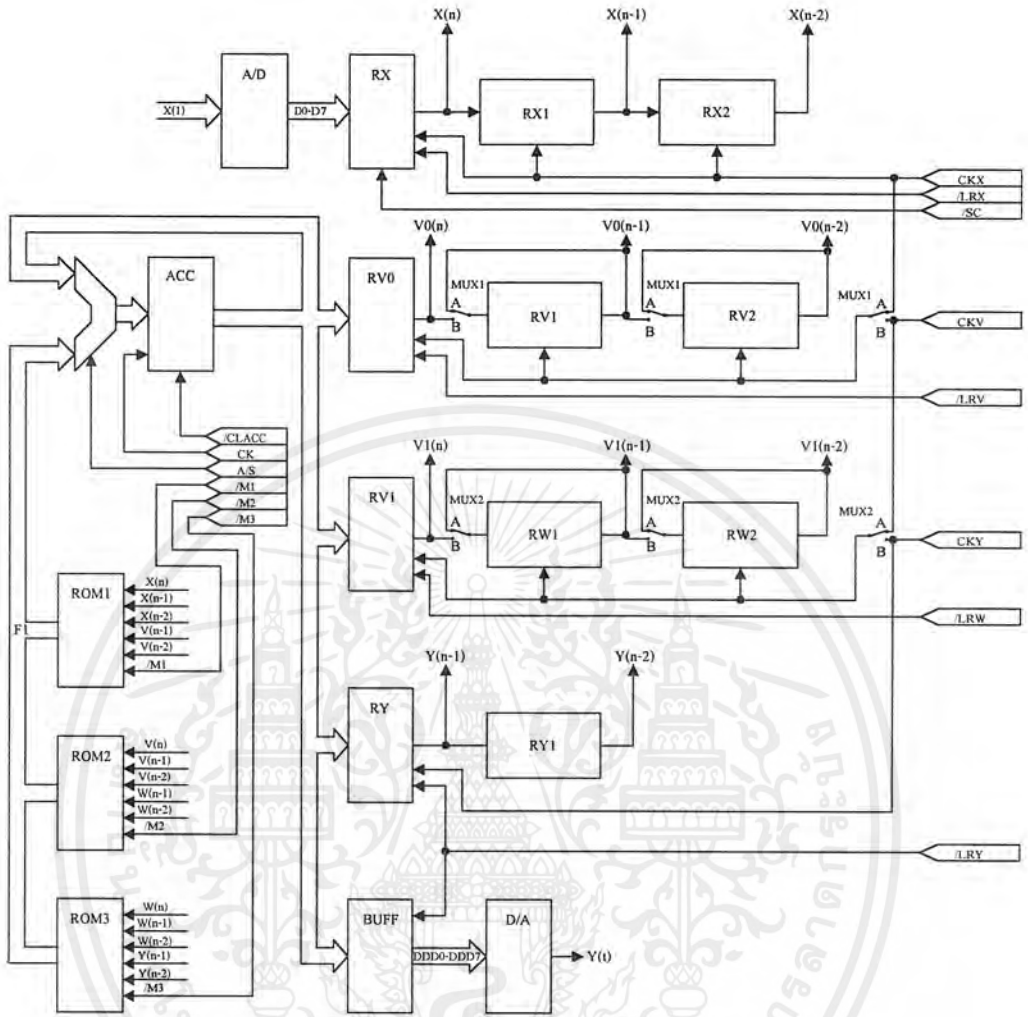 X(n)
X(n-1)
X(n-2)
A/D
RX
RX1
RX2
X(1)
D0-D7
CKX
/LRX
/SC
V0(n)
V0(n-1)
V0(n-2)
ACC
RV0
MUX1
A
B
RV1
MUX1
A
B
RV2
MUX1
A
B
CKV
/LRV
/CLACC
CK
A/S
/M1
/M2
/M3
V1(n)
V1(n-1)
V1(n-2)
RV1
MUX2
A
B
RW1
MUX2
A
B
RW2
MUX2
A
B
CKY
/LRW
F1
ROM1
X(n)
X(n-1)
X(n-2)
V(n-1)
V(n-2)
/M1
Y(n-1)
Y(n-2)
RY
RY1
ROM2
V(n)
V(n-1)
V(n-2)
W(n-1)
W(n-2)
/M2
/LRY
ROM3
W(n)
W(n-1)
W(n-2)
Y(n-1)
Y(n-2)
/M3
BUFF
DDD0-DDD7
D/A
Y(t)